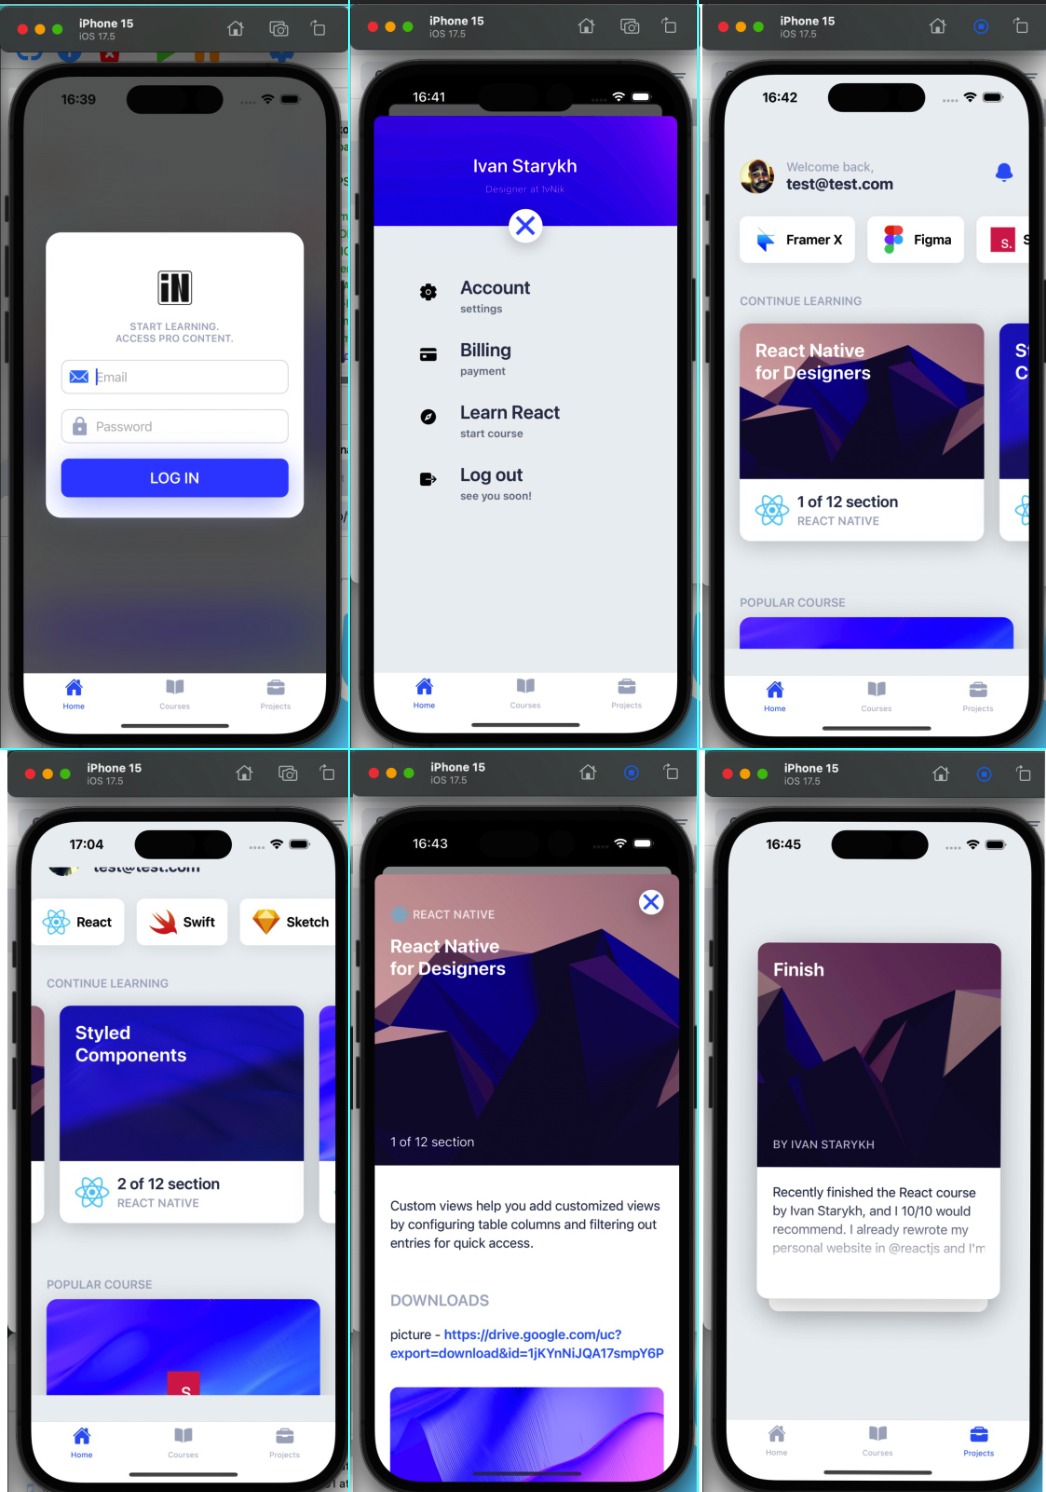 iPhone 15
iOS 17.5
16:39
iN
START LEARNING.
ACCESS PRO CONTENT.
Email
Password
LOG IN
Home
Courses
Projects
iPhone 15
iOS 17.5
16:41
Ivan Starykh
Designer at IvNik
Account
settings
Billing
payment
Learn React
start course
Log out
see you soon!
Home
Courses
Projects
iPhone 15
iOS 17.5
16:42
Welcome back,
test@test.com
Framer X
Figma
s.
S
CONTINUE LEARNING
React Native
for Designers
St
C
1 of 12 section
REACT NATIVE
POPULAR COURSE
Home
Courses
Projects
iPhone 15
iOS 17.5
17:04
test@test.com
React
Swift
Sketch
CONTINUE LEARNING
Styled
Components
2 of 12 section
REACT NATIVE
POPULAR COURSE
S
Home
Courses
Projects
iPhone 15
iOS 17.5
16:43
REACT NATIVE
React Native
for Designers
1 of 12 section
Custom views help you add customized views
by configuring table columns and filtering out
entries for quick access.
DOWNLOADS
picture - https://drive.google.com/uc?
export=download&id=1jKYnNiJQA17smpY6P
iPhone 15
iOS 17.5
16:45
Finish
BY IVAN STARYKH
Recently finished the React course
by Ivan Starykh, and I 10/10 would
recommend. I already rewrote my
personal website in @reactjs and I'm
Home
Courses
Projects